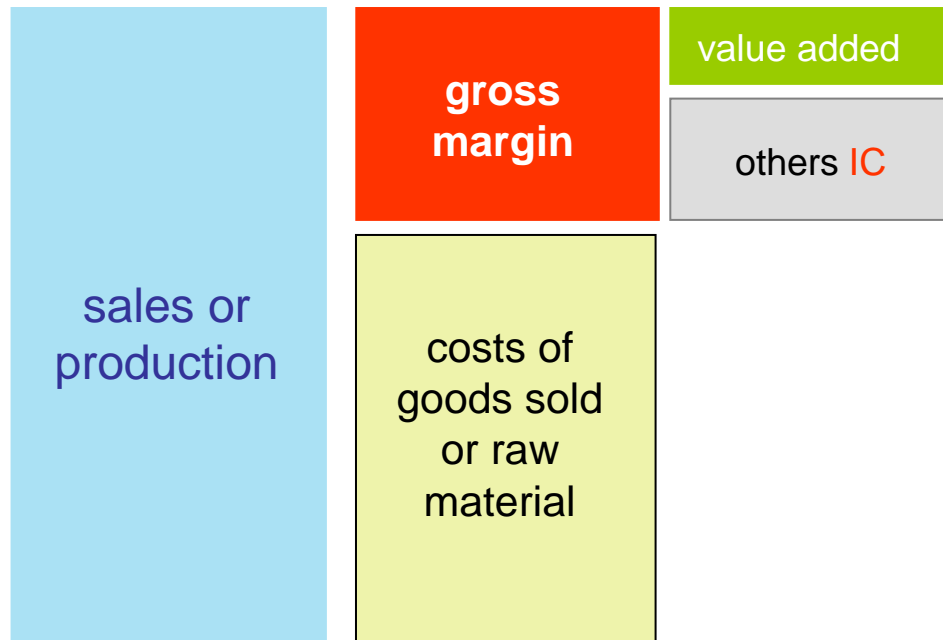 sales or
production
gross
margin
costs of
goods sold
or raw
material
value added
others IC